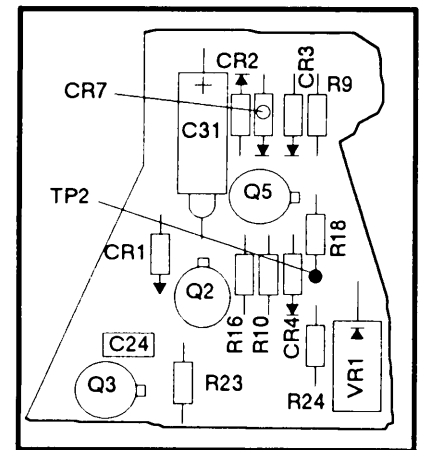 CR2
CR3
R9
CR7
+
C31
Q5
TP2
R18
CR1
Q2
R16
R10
CR4
C24
VR1
Q3
R23
R24